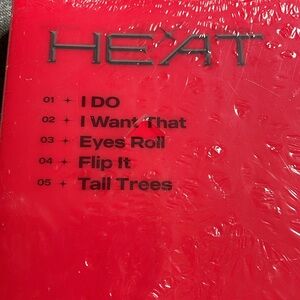 HEAT
01 + I DO
02 + I Want That
03 + Eyes Roll
04 + Flip It
05 + Tall Trees